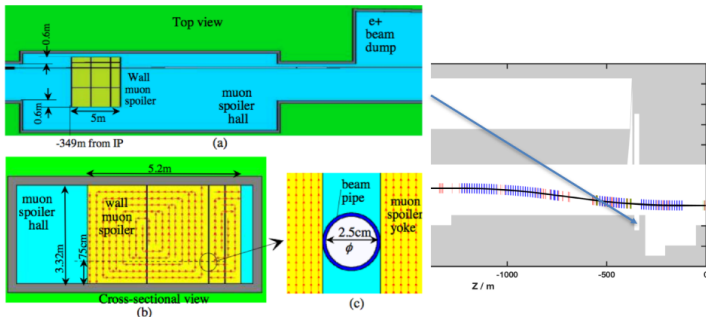 Top view
e+
beam
dump
~0.6m
Wall
muon
spoiler
muon
spoiler
hall
0.6m
5m
-349m from IP
(a)
5.2m
muon
spoiler
hall
wall
muon
spoiler
3.32m
75cm
Cross-sectional view
(b)
beam
pipe
muon
spoiler
yoke
2.5cm
ϕ
(c)
-1000
-500
0
Z / m